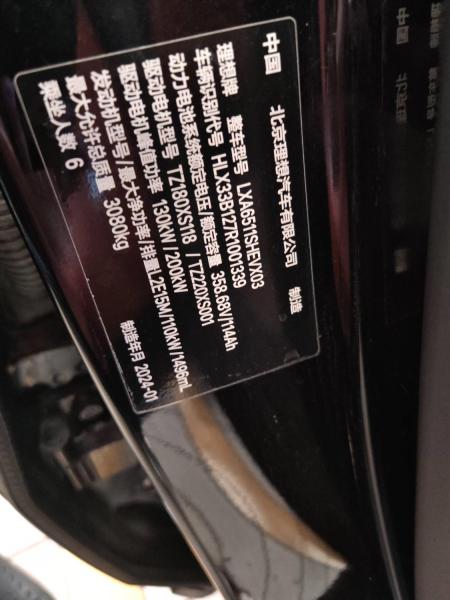 中国 北京理想汽车有限公司 制造
理想牌 整车型号 LXA6511SHEVX03
车辆识别代号 HLX33B127R1001339
动力电池系统额定电压/额定容量 358.68V/114Ah
驱动电机型号 TZ180XS118 /TZ220XS001
驱动电机峰值功率 130kW/200kW
发动机型号/最大净功率/排量 L2E15M/110kW/1496mL
最大允许总质量 3080kg
乘坐人数 6 制造年月 2024-01